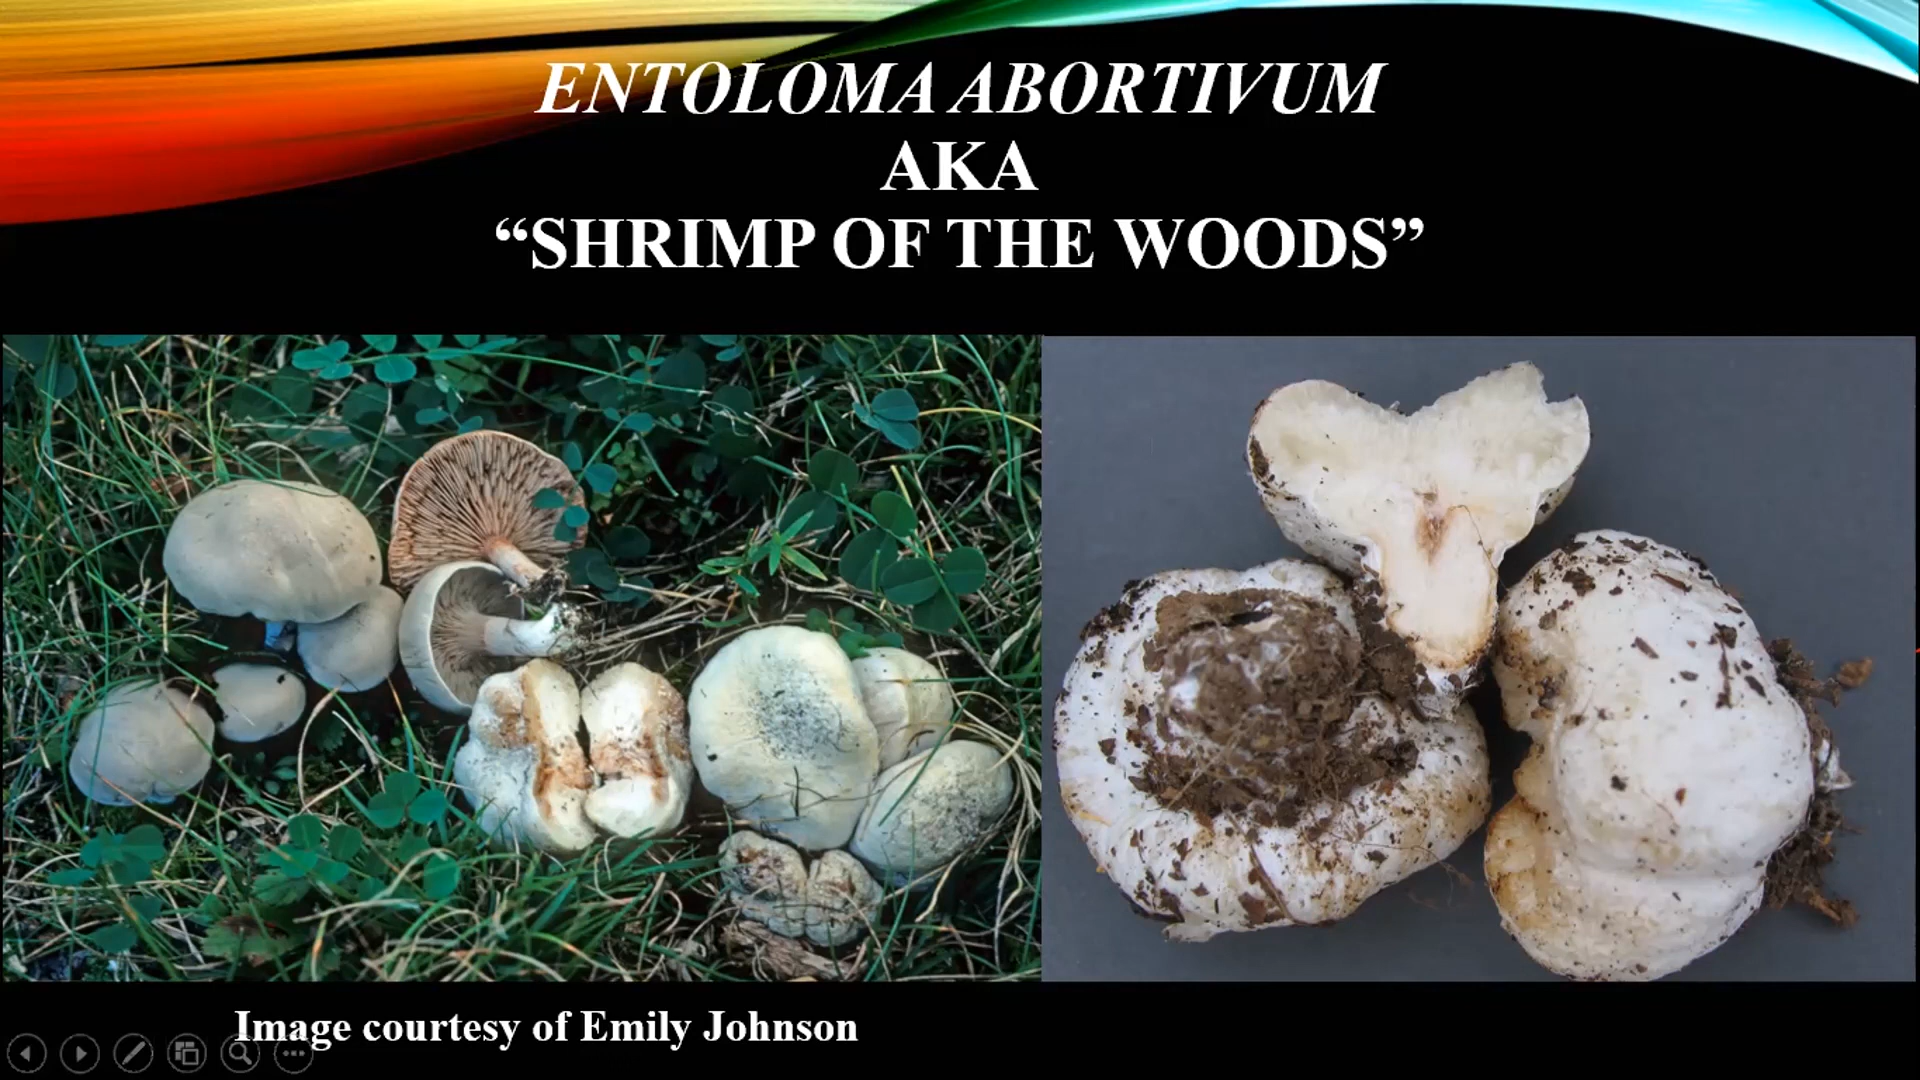 ENTOLOMA ABORTIVUM
AKA
“SHRIMP OF THE WOODS”
Image courtesy of Emily Johnson